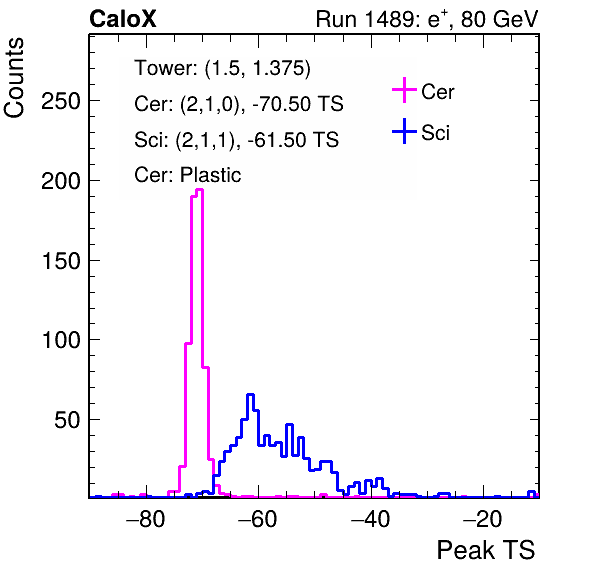 CaloX Run 1489: e+, 80 GeV
Counts
Tower: (1.5, 1.375)
Cer: (2,1,0), -70.50 TS
Sci: (2,1,1), -61.50 TS
Cer: Plastic
Cer
Sci
250
200
150
100
50
−80 −60 −40 −20
Peak TS